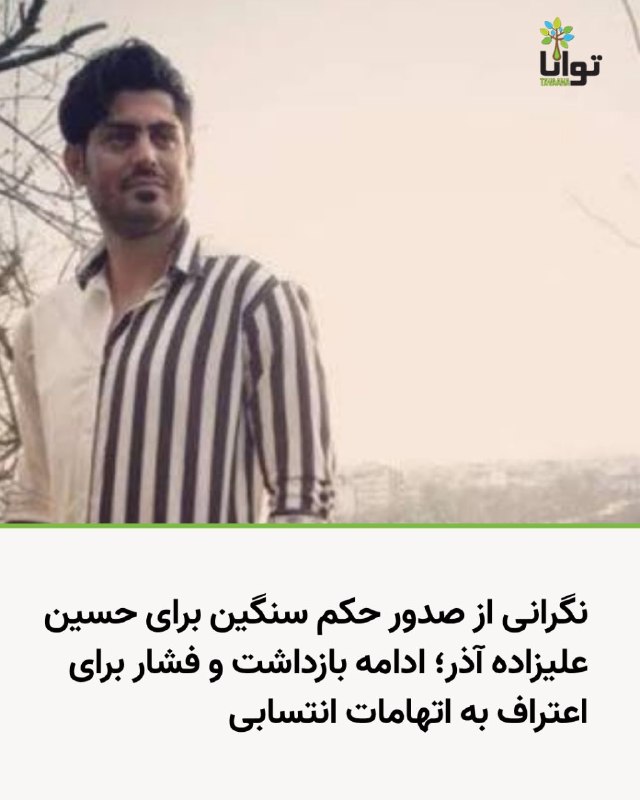 توانا
TAVAANA
نگرانی از صدور حکم سنگین برای حسین
علیزاده آذر؛ ادامه بازداشت و فشار برای
اعتراف به اتهامات انتسابی